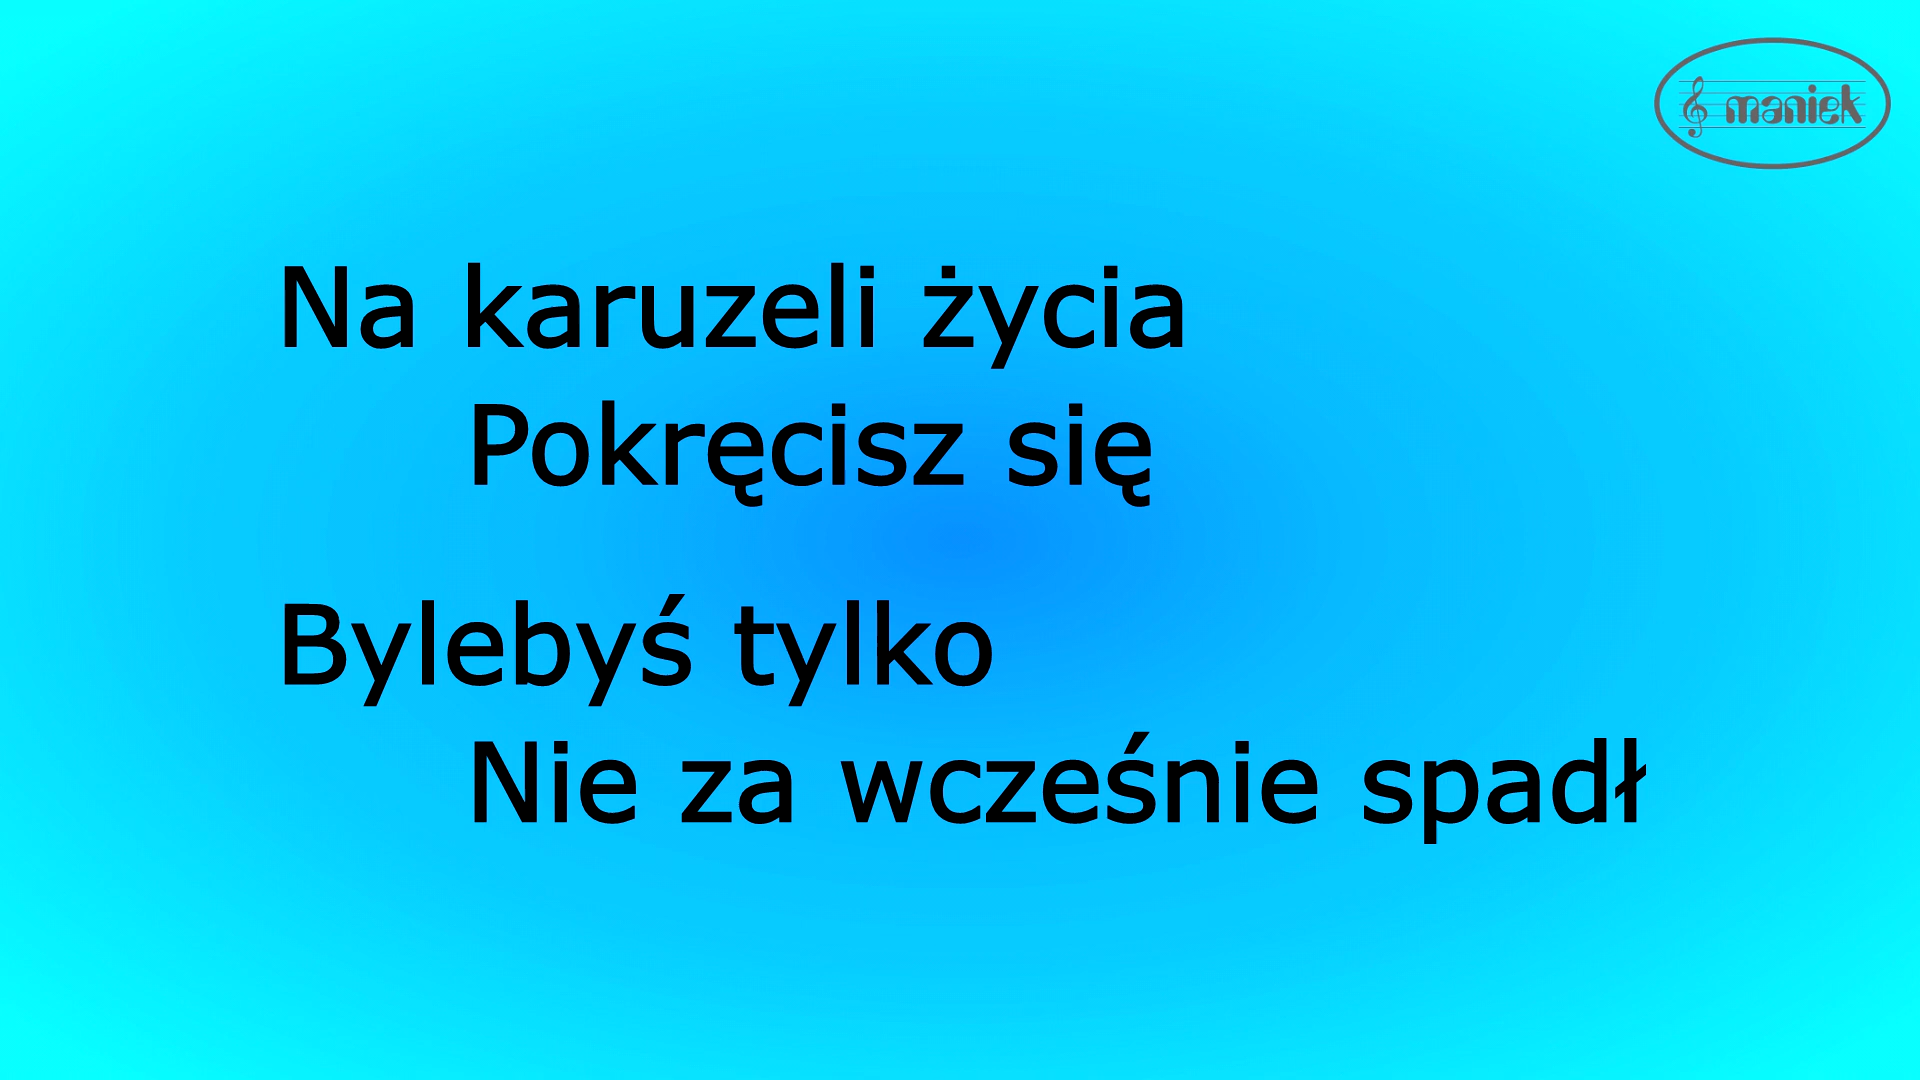 maniek
Na karuzeli życia
Pokręcisz się
Bylebyś tylko
Nie za wcześnie spadł